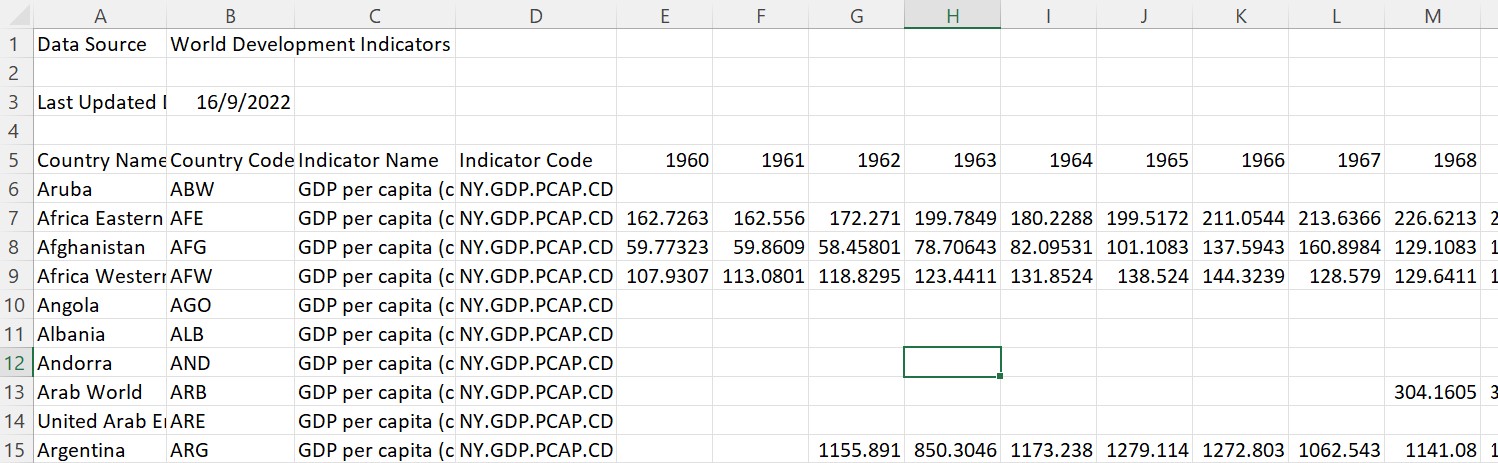 A B C D E F G H I J K L M
1 Data Source World Development Indicators
2
3 Last Updated 16/9/2022
4
5 Country Name Country Code Indicator Name Indicator Code 1960 1961 1962 1963 1964 1965 1966 1967 1968
6 Aruba ABW GDP per capita (c NY.GDP.PCAP.CD
7 Africa Eastern AFE GDP per capita (c NY.GDP.PCAP.CD 162.7263 162.556 172.271 199.7849 180.2288 199.5172 211.0544 213.6366 226.6213
8 Afghanistan AFG GDP per capita (c NY.GDP.PCAP.CD 59.77323 59.8609 58.45801 78.70643 82.09531 101.1083 137.5943 160.8984 129.1083
9 Africa Western AFW GDP per capita (c NY.GDP.PCAP.CD 107.9307 113.0801 118.8295 123.4411 131.8524 138.524 144.3239 128.579 129.6411
10 Angola AGO GDP per capita (c NY.GDP.PCAP.CD
11 Albania ALB GDP per capita (c NY.GDP.PCAP.CD
12 Andorra AND GDP per capita (c NY.GDP.PCAP.CD
13 Arab World ARB GDP per capita (c NY.GDP.PCAP.CD 304.1605
14 United Arab ARE GDP per capita (c NY.GDP.PCAP.CD
15 Argentina ARG GDP per capita (c NY.GDP.PCAP.CD 1155.891 850.3046 1173.238 1279.114 1272.803 1062.543 1141.08